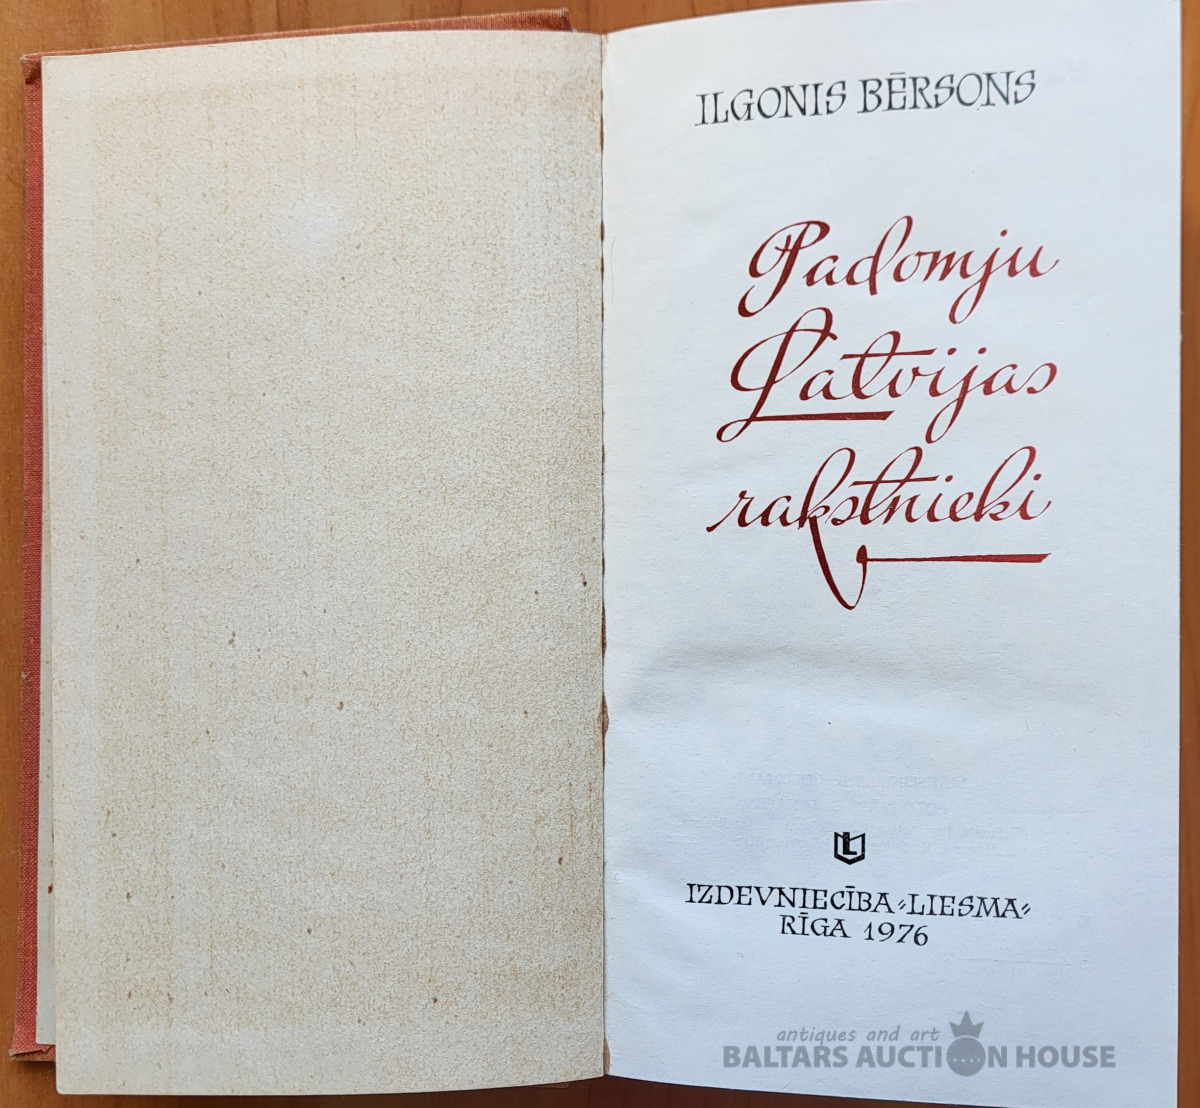 ILGONIS BĒRSONS
Padomju
Latvijas
rakstnieki
L
IZDEVNIECĪBA «LIESMA»
RĪGA 1976
antiques and art
BALTARS AUCTION HOUSE